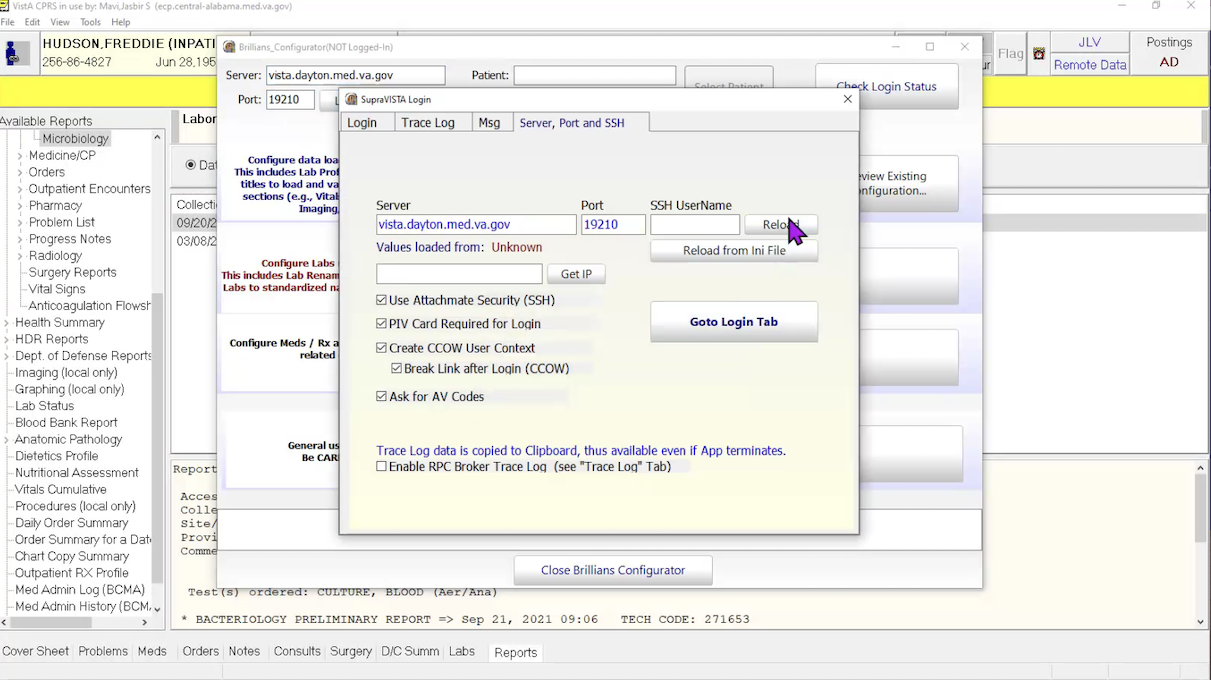 VistA CPRS in use by: Mavi,Jasbir S (ecp.central-alabama.med.va.gov)
File Edit View Tools Help
HUDSON,FREDDIE (INPATI
256-86-4827 Jun 28,195
Flag
JLV
Remote Data
Postings
AD
Available Reports
Microbiology
Medicine/CP
Orders
Outpatient Encounters
Pharmacy
Problem List
Progress Notes
Radiology
Surgery Reports
Vital Signs
Anticoagulation Flowsh
Health Summary
HDR Reports
Dept. of Defense Reports
Imaging (local only)
Graphing (local only)
Lab Status
Blood Bank Report
Anatomic Pathology
Dietetics Profile
Nutritional Assessment
Vitals Cumulative
Procedures (local only)
Daily Order Summary
Order Summary for a Date
Chart Copy Summary
Outpatient RX Profile
Med Admin Log (BCMA)
Med Admin History (BCMA
Labor
Dat
Collectio
09/20/2
03/08/2
Brillians_Configurator(NOT Logged-In)
Server: vista.dayton.med.va.gov Patient:
Select Patient
Check Login Status
Port: 19210
Configure data loa
This includes Lab Prof
titles to load and va
sections (e.g., Vital
Imaging,
eview Existing
onfiguration...
Configure Labs
This includes Lab Renam
Labs to standardized na
Configure Meds / Rx a
related
General us
Be CAR
SupraVISTA Login
Login Trace Log Msg Server, Port and SSH
Server Port SSH UserName
vista.dayton.med.va.gov 19210 Reload
Values loaded from: Unknown Reload from Ini File
Get IP
Use Attachmate Security (SSH)
PIV Card Required for Login
Goto Login Tab
Create CCOW User Context
Break Link after Login (CCOW)
Ask for AV Codes
Trace Log data is copied to Clipboard, thus available even if App terminates.
Enable RPC Broker Trace Log (see "Trace Log" Tab)
Close Brillians Configurator
Report
Acces
Colle
Site/
Provi
Comme
Test(s) ordered: CULTURE, BLOOD (Aer/Ana)
* BACTERIOLOGY PRELIMINARY REPORT => Sep 21, 2021 09:06 TECH CODE: 271653
Cover Sheet Problems Meds Orders Notes Consults Surgery D/C Summ Labs Reports